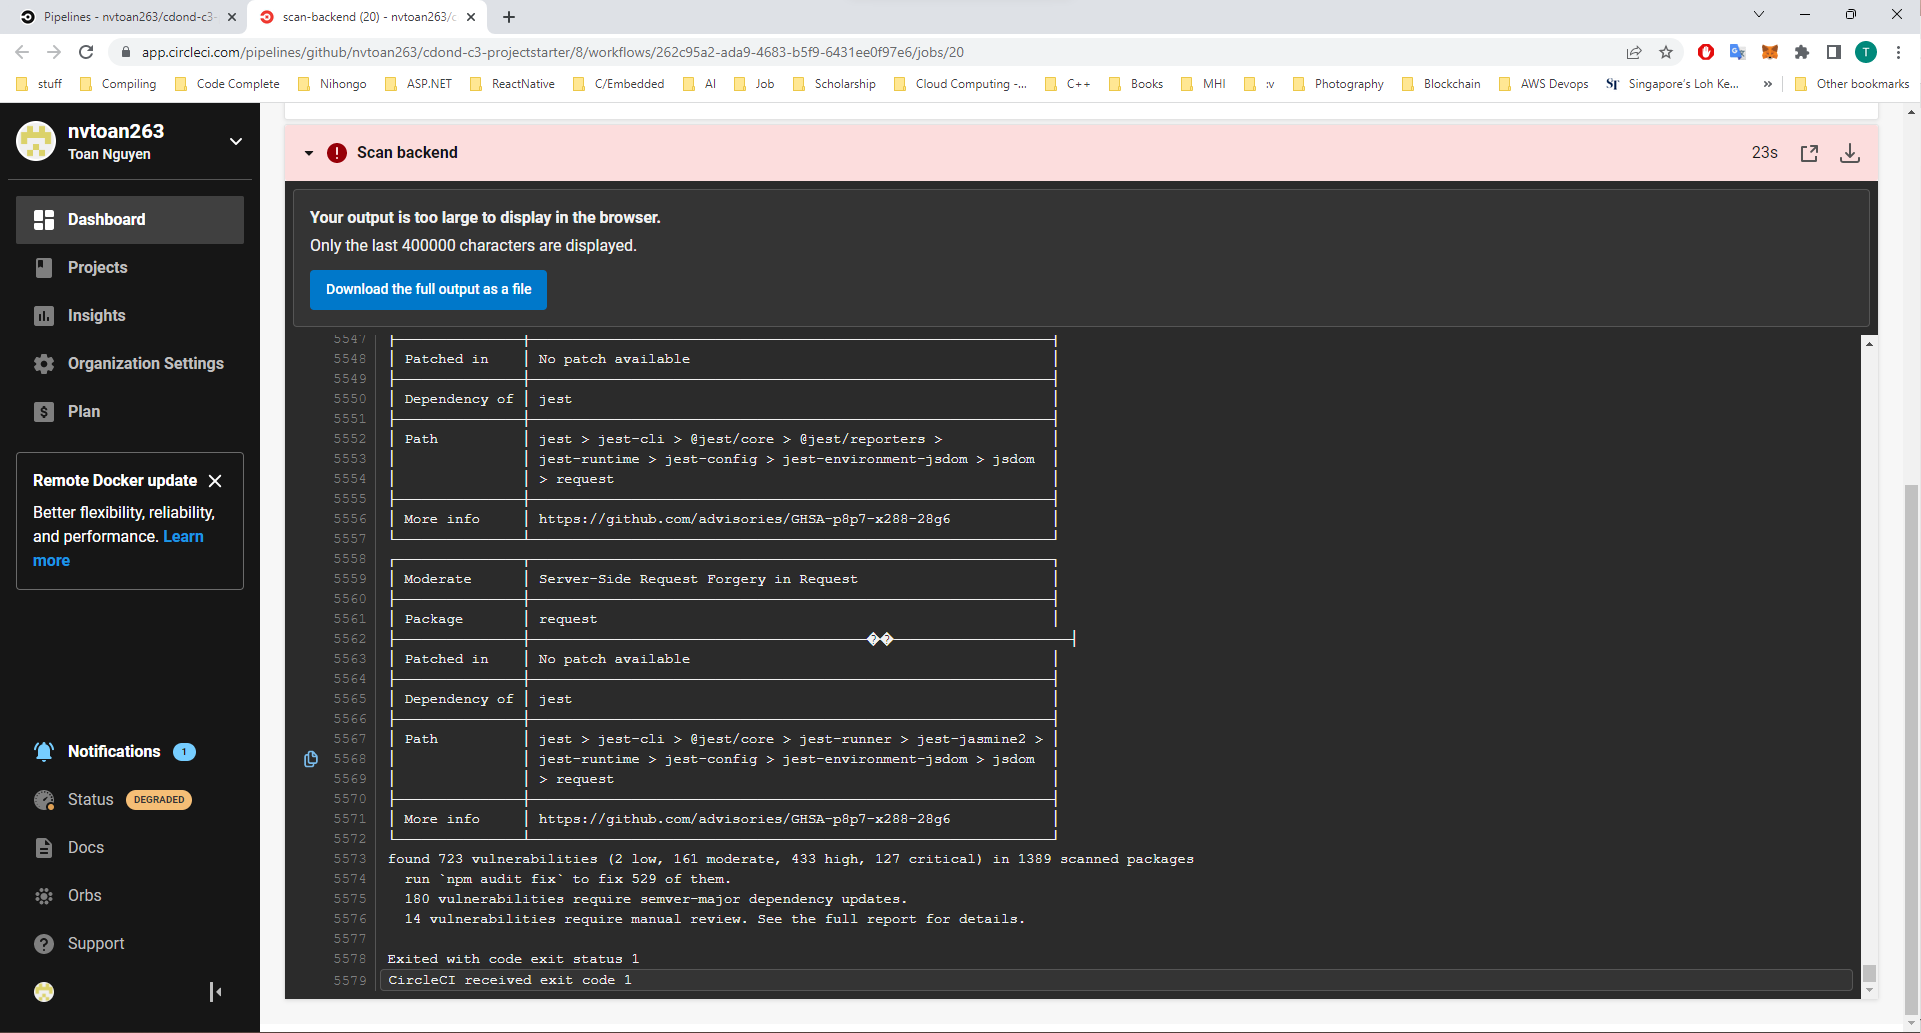 Pipelines - nvtoan263/cdond-c3-
scan-backend (20) - nvtoan263/c
app.circleci.com/pipelines/github/nvtoan263/cdond-c3-projectstarter/8/workflows/262c95a2-ada9-4683-b5f9-6431ee0f97e6/jobs/20
T
stuff Compiling Code Complete Nihongo ASP.NET ReactNative C/Embedded AI Job Scholarship Cloud Computing -... C++ Books MHI :v Photography Blockchain AWS Devops ST Singapore's Loh Ke... » Other bookmarks
nvtoan263
Toan Nguyen
Dashboard
Projects
Insights
Organization Settings
Plan
Remote Docker update
Better flexibility, reliability,
and performance. Learn
more
Notifications 1
Status DEGRADED
Docs
Orbs
Support
Scan backend 23s
Your output is too large to display in the browser.
Only the last 400000 characters are displayed.
Download the full output as a file
5547
5548 Patched in No patch available
5549
5550 Dependency of jest
5551
5552 Path jest > jest-cli > @jest/core > @jest/reporters >
5553 jest-runtime > jest-config > jest-environment-jsdom > jsdom
5554 > request
5555
5556 More info https://github.com/advisories/GHSA-p8p7-x288-28g6
5557
5558
5559 Moderate Server-Side Request Forgery in Request
5560
5561 Package request
5562 ��
5563 Patched in No patch available
5564
5565 Dependency of jest
5566
5567 Path jest > jest-cli > @jest/core > jest-runner > jest-jasmine2 >
5568 jest-runtime > jest-config > jest-environment-jsdom > jsdom
5569 > request
5570
5571 More info https://github.com/advisories/GHSA-p8p7-x288-28g6
5572
5573 found 723 vulnerabilities (2 low, 161 moderate, 433 high, 127 critical) in 1389 scanned packages
5574 run `npm audit fix` to fix 529 of them.
5575 180 vulnerabilities require semver-major dependency updates.
5576 14 vulnerabilities require manual review. See the full report for details.
5577
5578 Exited with code exit status 1
5579 CircleCI received exit code 1